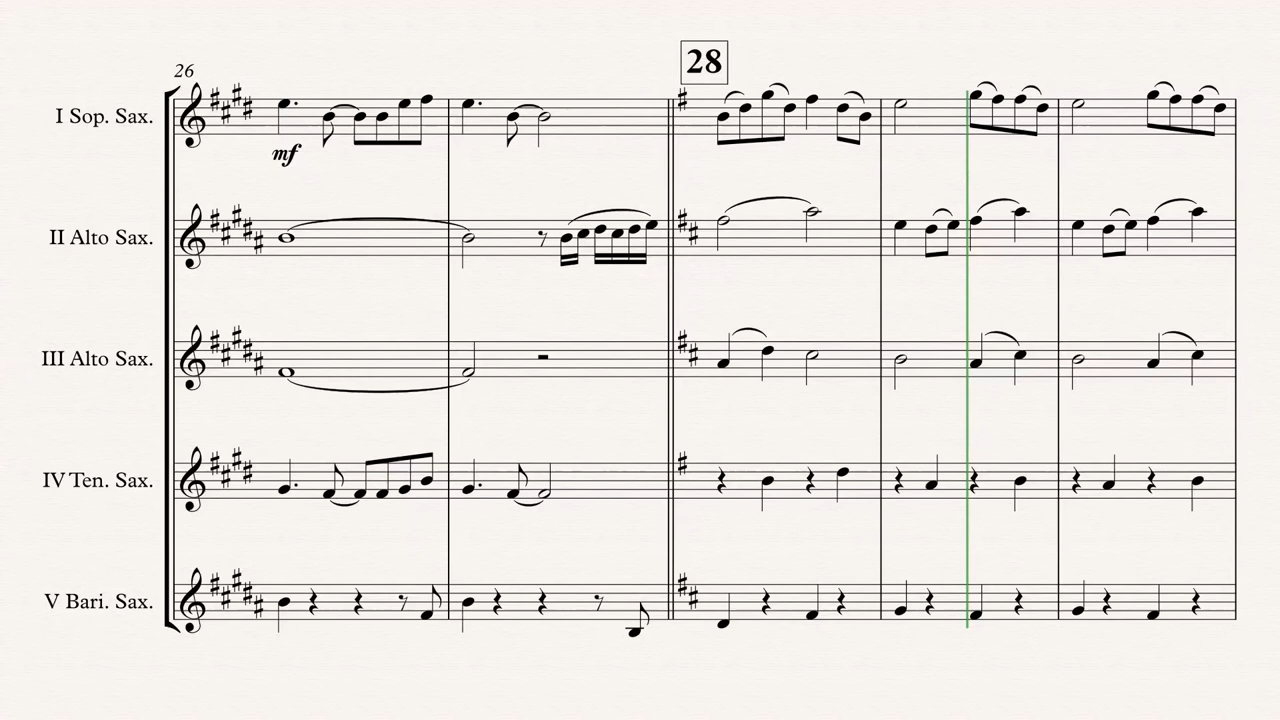 26
28
I Sop. Sax.
mf
II Alto Sax.
III Alto Sax.
IV Ten. Sax.
V Bari. Sax.